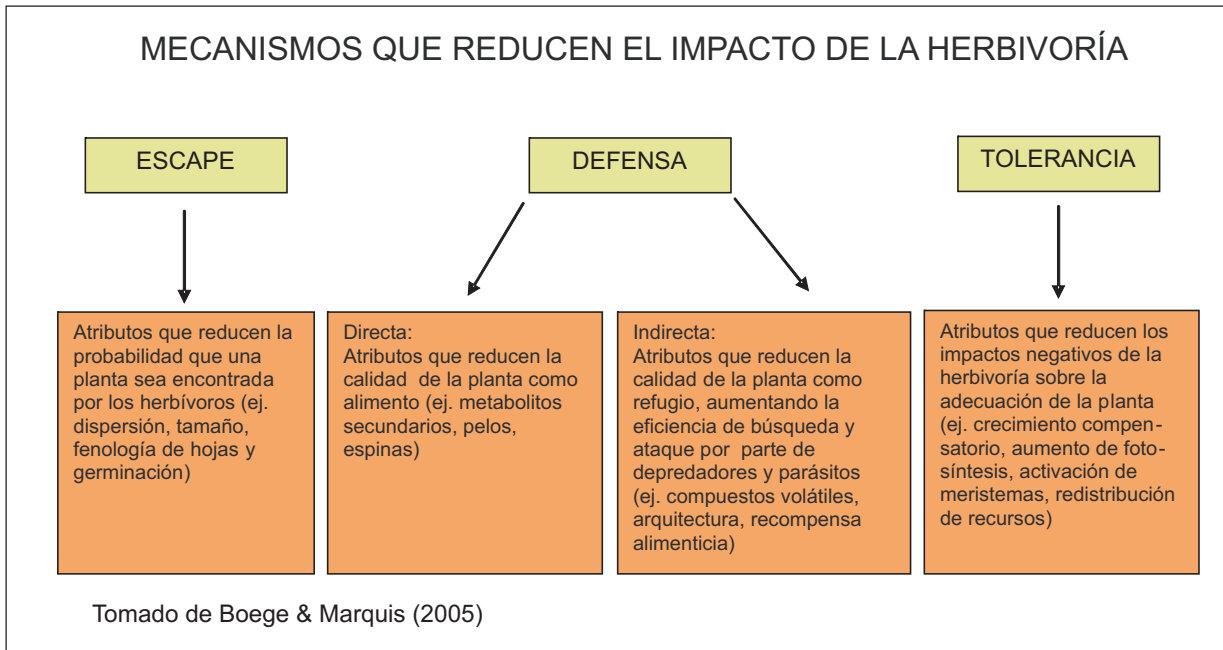 MECANISMOS QUE REDUCEN EL IMPACTO DE LA HERBIVORÍA
ESCAPE
DEFENSA
TOLERANCIA
Atributos que reducen la
probabilidad que una
planta sea encontrada
por los herbívoros (ej.
dispersión, tamaño,
fenología de hojas y
germinación)
Directa:
Atributos que reducen la
calidad de la planta como
alimento (ej. metabolitos
secundarios, pelos,
espinas)
Indirecta:
Atributos que reducen la
calidad de la planta como
refugio, aumentando la
eficiencia de búsqueda y
ataque por parte de
depredadores y parásitos
(ej. compuestos volátiles,
arquitectura, recompensa
alimenticia)
Atributos que reducen los
impactos negativos de la
herbivoría sobre la
adecuación de la planta
(ej. crecimiento compen-
satorio, aumento de foto-
síntesis, activación de
meristemas, redistribución
de recursos)
Tomado de Boege & Marquis (2005)